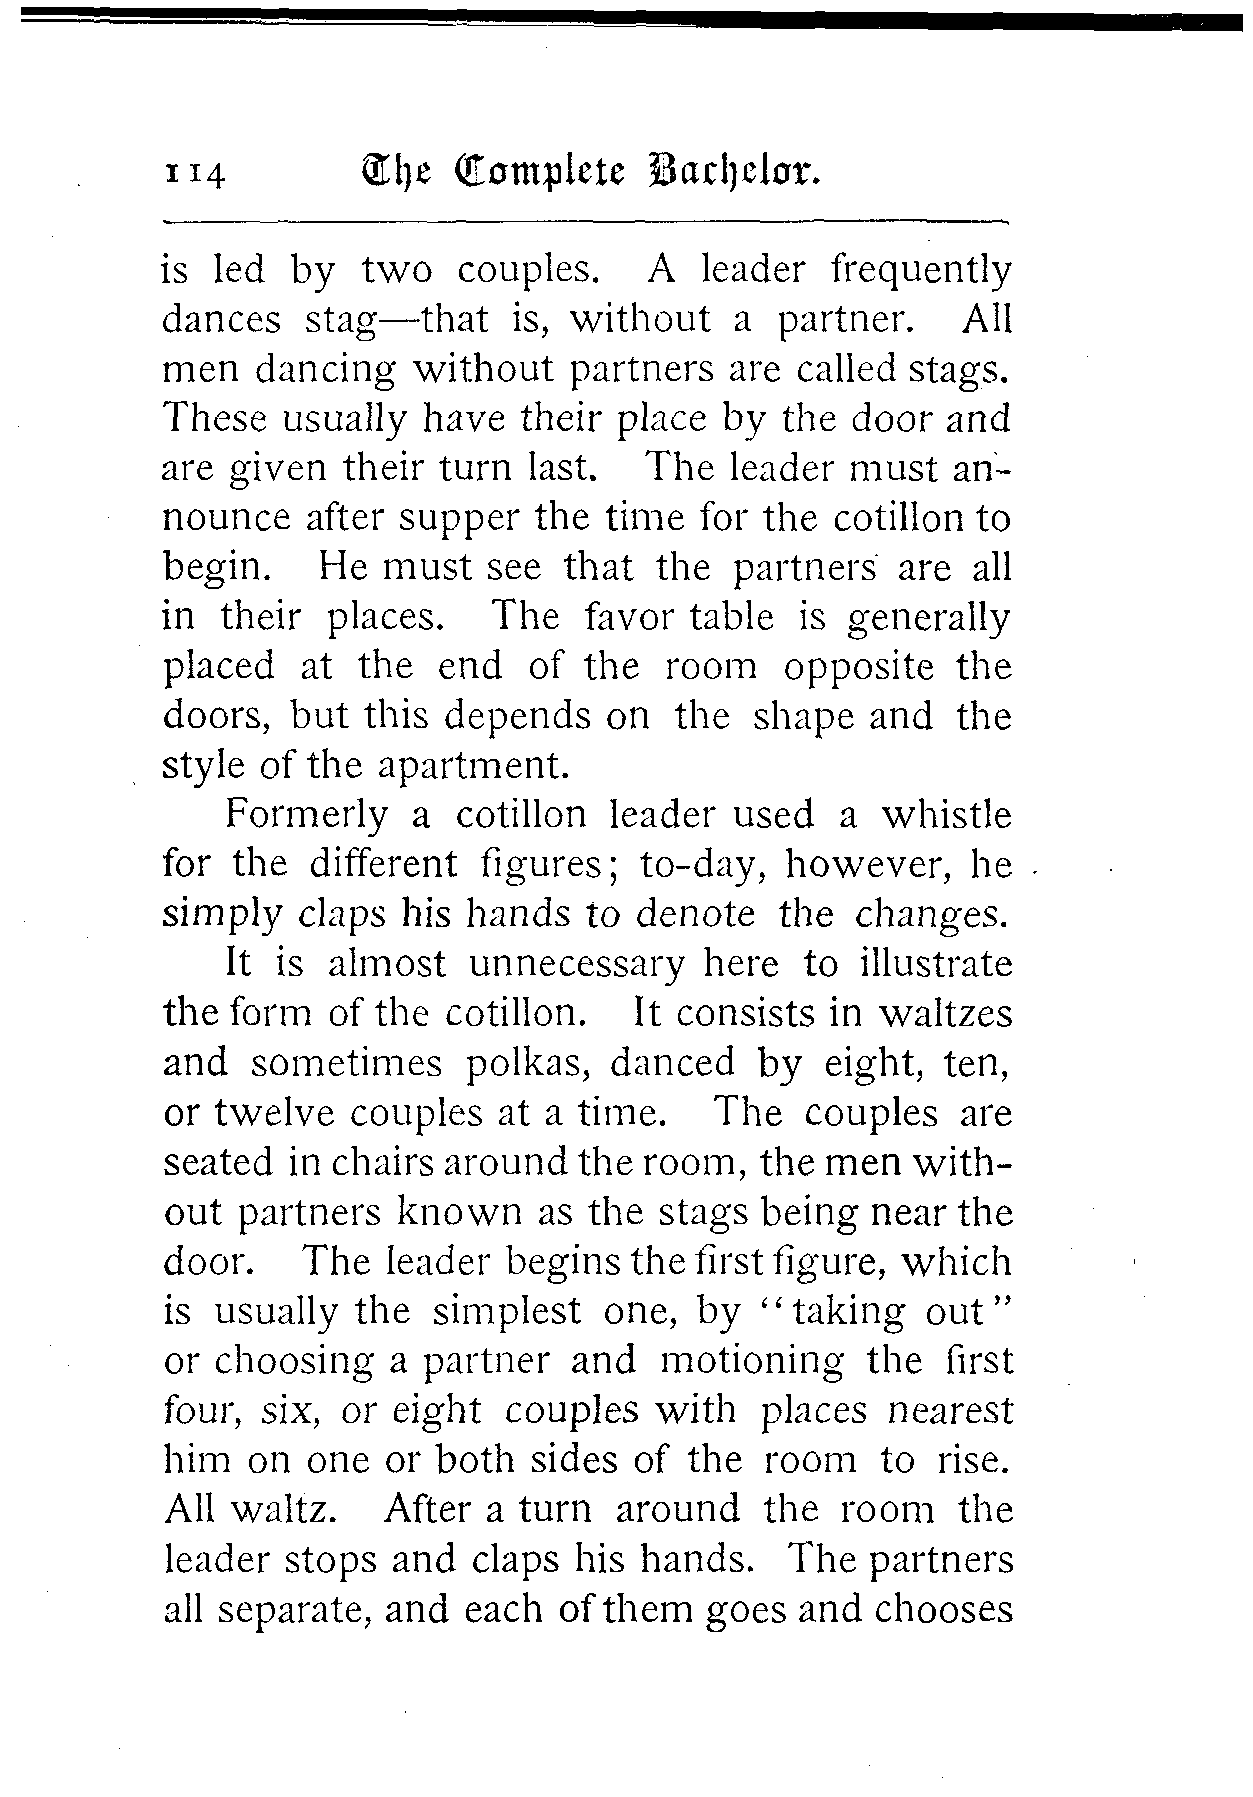 114 The Complete Bachelor.
is led by two couples. A leader frequently
dances stag—that is, without a partner. All
men dancing without partners are called stags.
These usually have their place by the door and
are given their turn last. The leader must an-
nounce after supper the time for the cotillon to
begin. He must see that the partners are all
in their places. The favor table is generally
placed at the end of the room opposite the
doors, but this depends on the shape and the
style of the apartment.
Formerly a cotillon leader used a whistle
for the different figures; to-day, however, he
simply claps his hands to denote the changes.
It is almost unnecessary here to illustrate
the form of the cotillon. It consists in waltzes
and sometimes polkas, danced by eight, ten,
or twelve couples at a time. The couples are
seated in chairs around the room, the men with-
out partners known as the stags being near the
door. The leader begins the first figure, which
is usually the simplest one, by "taking out"
or choosing a partner and motioning the first
four, six, or eight couples with places nearest
him on one or both sides of the room to rise.
All waltz. After a turn around the room the
leader stops and claps his hands. The partners
all separate, and each of them goes and chooses